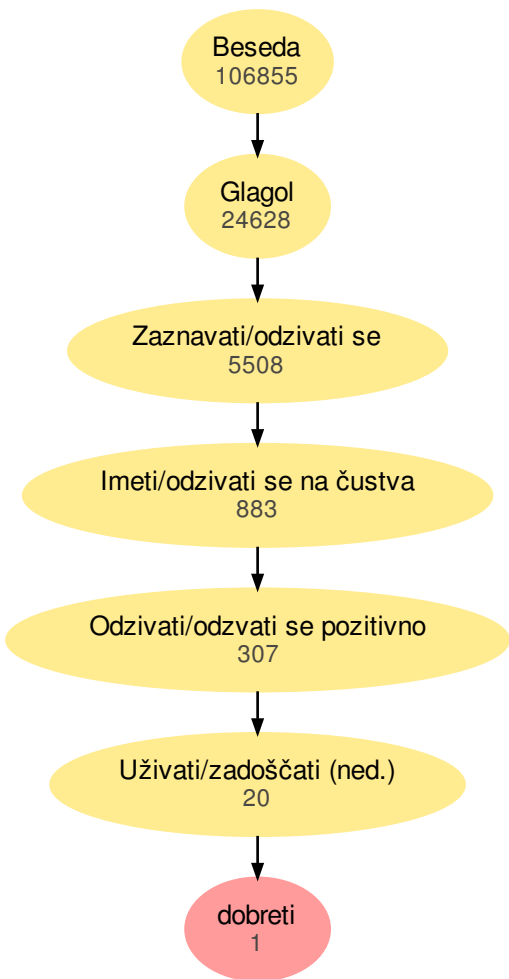 Beseda
106855
Glagol
24628
Zaznavati/odzivati se
5508
Imeti/odzivati se na čustva
883
Odzivati/odzvati se pozitivno
307
Uživati/zadoščati (ned.)
20
dobreti
1